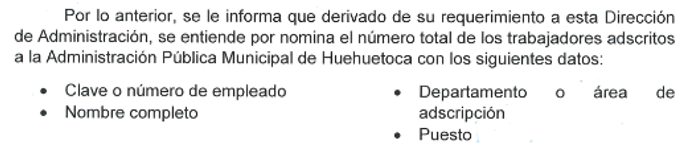 Por lo anterior, se le informa que derivado de su requerimiento a esta Dirección
de Administración, se entiende por nomina el número total de los trabajadores adscritos
a la Administración Pública Municipal de Huehuetoca con los siguientes datos:
• Clave o número de empleado
• Nombre completo
• Departamento o área de
adscripción
• Puesto